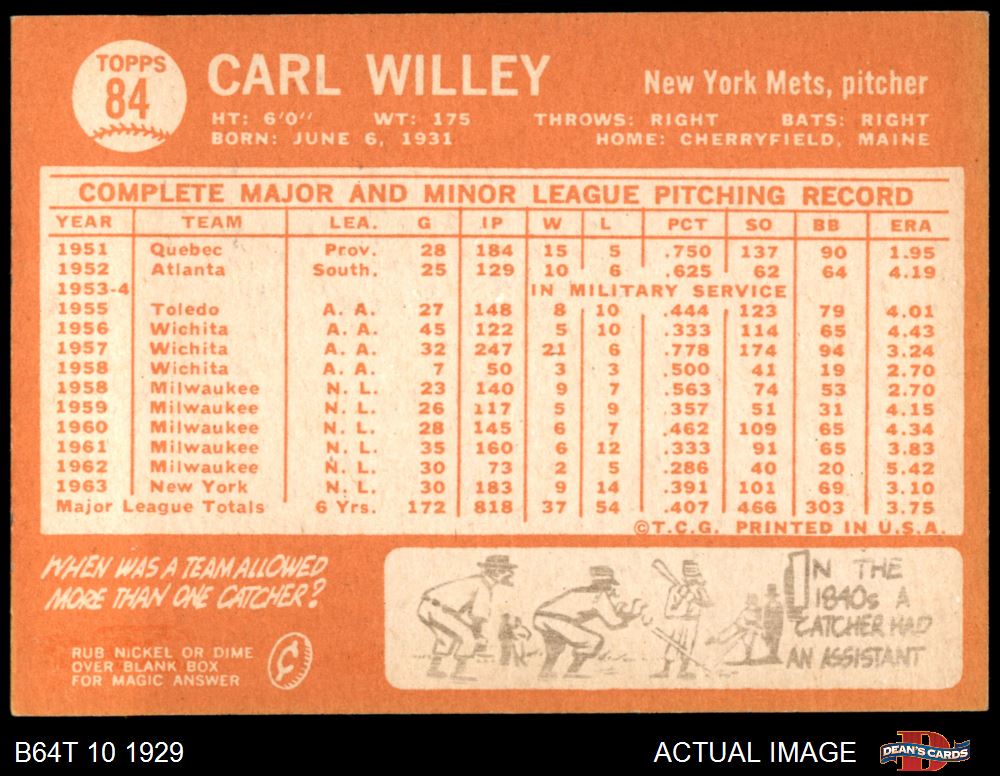 TOPPS
84
CARL WILLEY
New York Mets, pitcher
HT: 6'0" WT: 175 THROWS: RIGHT BATS: RIGHT
BORN: JUNE 6, 1931 HOME: CHERRYFIELD, MAINE
COMPLETE MAJOR AND MINOR LEAGUE PITCHING RECORD
YEAR TEAM LEA. G IP W L PCT SO BB ERA
1951 Quebec Prov. 28 184 15 5 .750 137 90 1.95
1952 Atlanta South. 25 129 10 6 .625 62 64 4.19
1953-4 IN MILITARY SERVICE
1955 Toledo A. A. 27 148 8 10 .444 123 79 4.01
1956 Wichita A. A. 45 122 5 10 .333 114 65 4.43
1957 Wichita A. A. 32 247 21 6 .778 174 94 3.24
1958 Wichita A. A. 7 50 3 3 .500 41 19 2.70
1958 Milwaukee N. L. 23 140 9 7 .563 74 53 2.70
1959 Milwaukee N. L. 26 117 5 9 .357 51 31 4.15
1960 Milwaukee N. L. 28 145 6 7 .462 109 65 4.34
1961 Milwaukee N. L. 35 160 6 12 .333 91 65 3.83
1962 Milwaukee N. L. 30 73 2 5 .286 40 20 5.42
1963 New York N. L. 30 183 9 14 .391 101 69 3.10
Major League Totals 6 Yrs. 172 818 37 54 .407 466 303 3.75
©T.C.G. PRINTED IN U.S.A.
WHEN WAS A TEAM ALLOWED
MORE THAN ONE CATCHER?
RUB NICKEL OR DIME
OVER BLANK BOX
FOR MAGIC ANSWER
IN THE
1840s A
CATCHER HAD
AN ASSISTANT
B64T 10 1929
ACTUAL IMAGE
D
DEAN'S CARDS